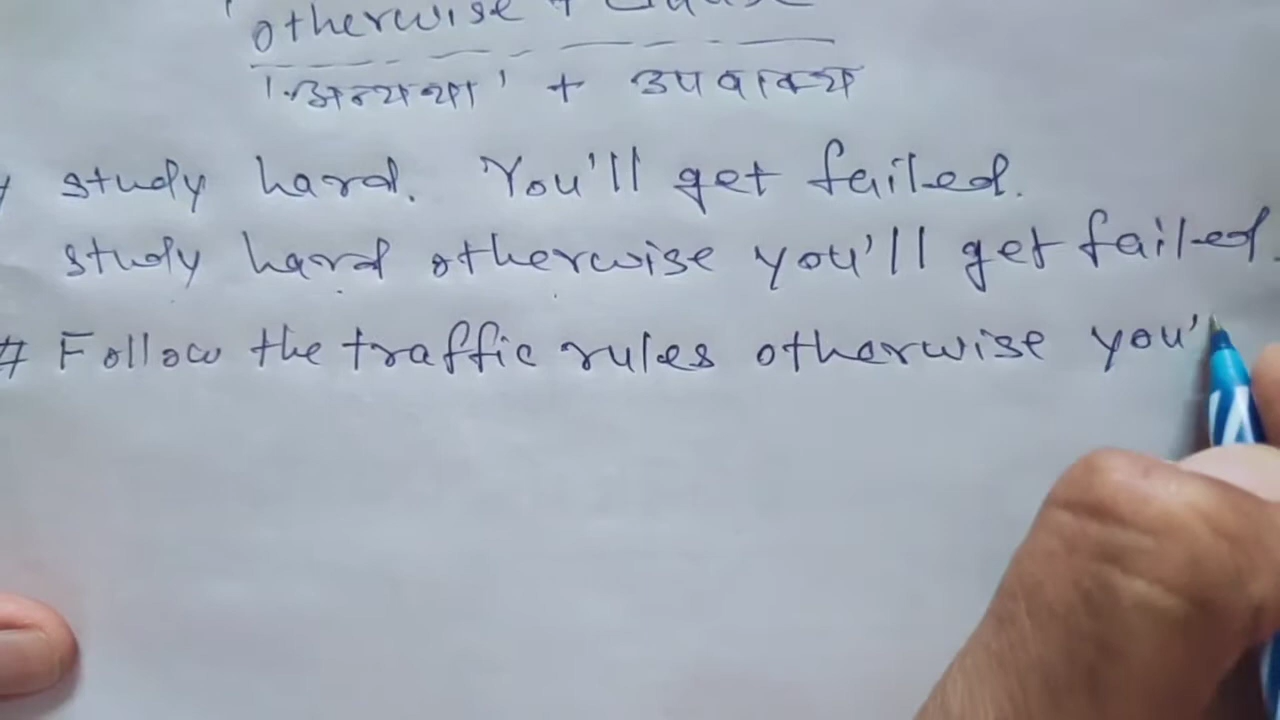 otherwise + Clause
'अन्यथा' + उपवाक्य
study hard. You'll get failed.
study hard otherwise you'll get failed.
# Follow the traffic rules otherwise you'